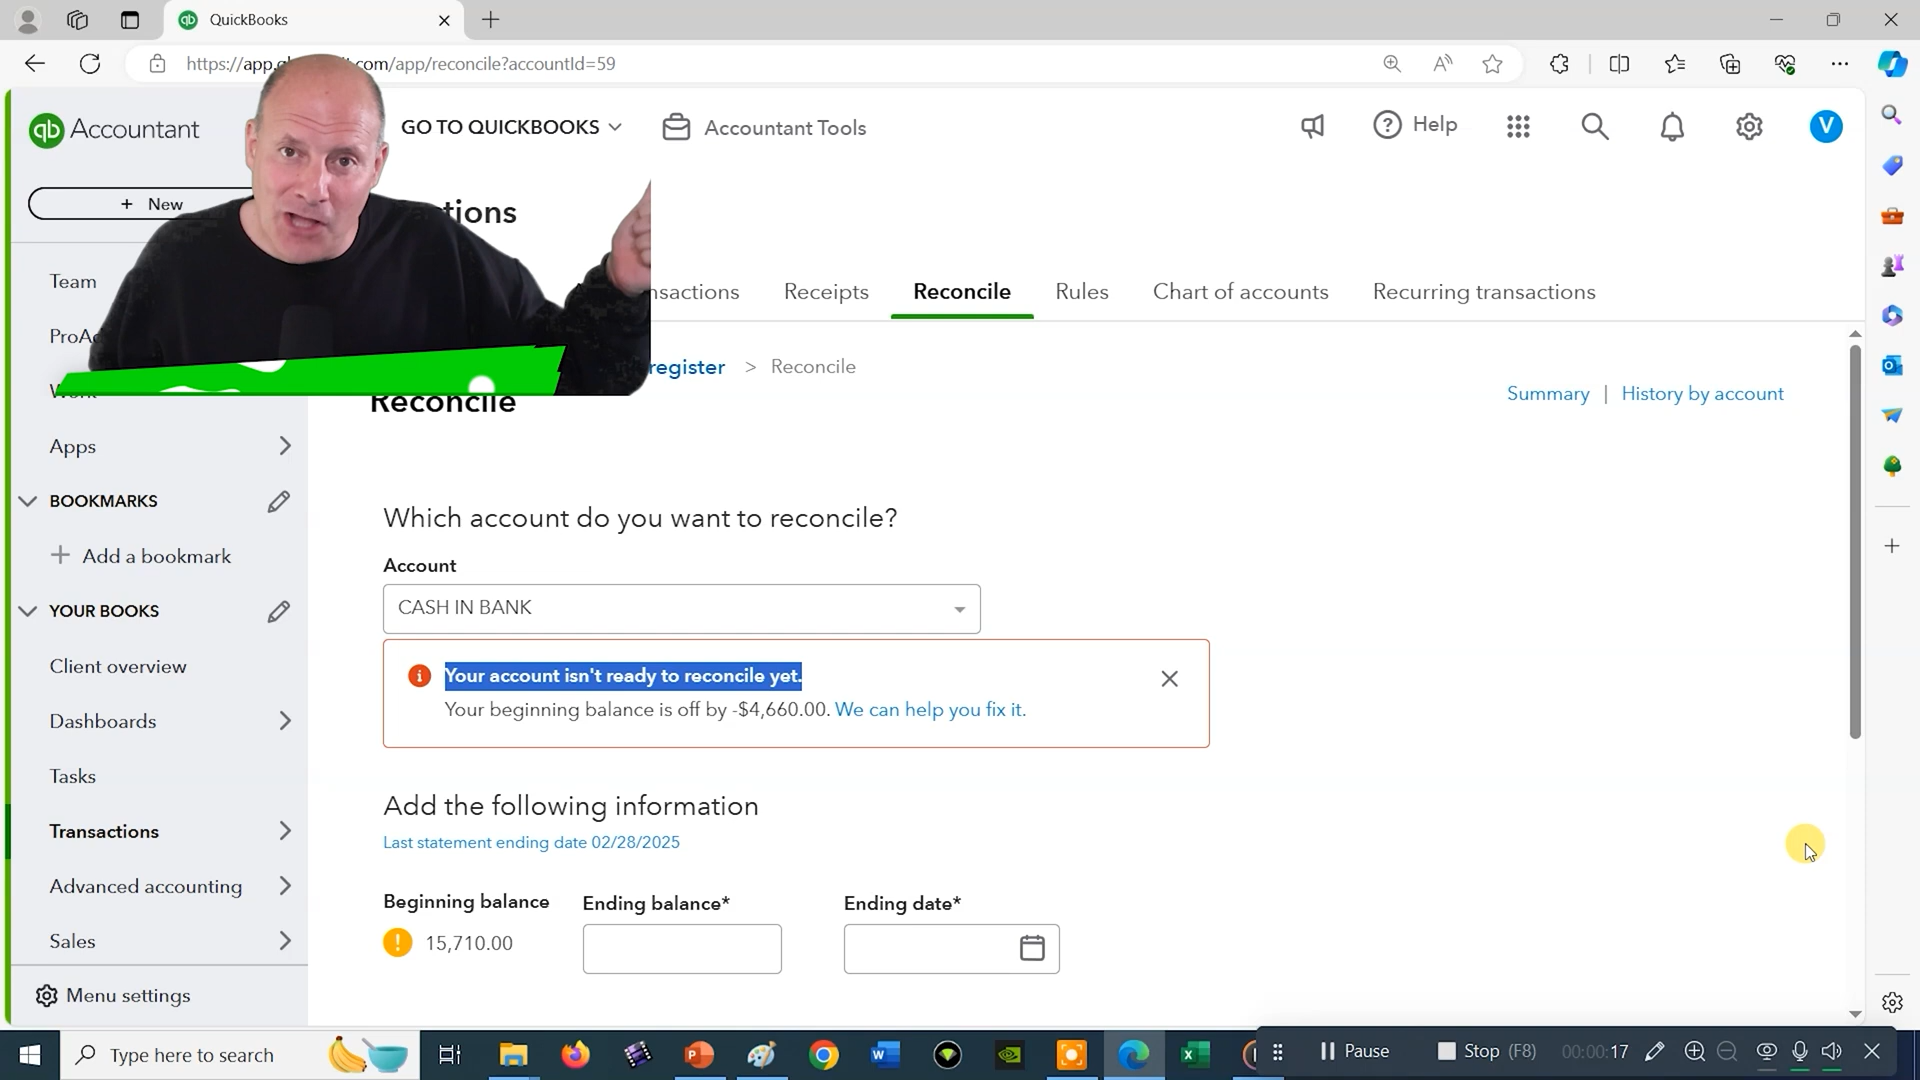 QuickBooks
https://app.q com/app/reconcile?accountId=59
qb Accountant
GO TO QUICKBOOKS
Accountant Tools
Help
V
+ New
tions
Team
nsactions
Receipts
Reconcile
Rules
Chart of accounts
Recurring transactions
ProA
register > Reconcile
Work
Reconcile
Summary | History by account
Apps
BOOKMARKS
Which account do you want to reconcile?
Add a bookmark
Account
CASH IN BANK
YOUR BOOKS
Client overview
Your account isn't ready to reconcile yet.
Your beginning balance is off by -$4,660.00. We can help you fix it.
Dashboards
Tasks
Add the following information
Transactions
Last statement ending date 02/28/2025
Advanced accounting
Beginning balance
Ending balance*
Ending date*
Sales
15,710.00
Menu settings
Type here to search
Pause
Stop (F8)
00:00:17